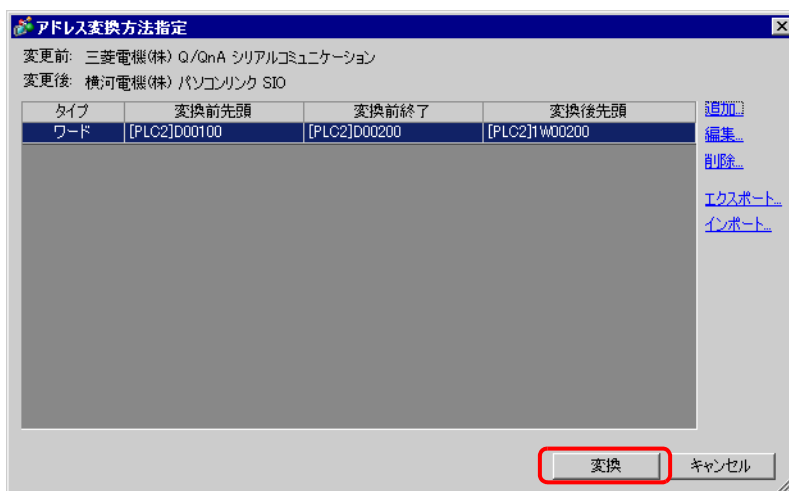 アドレス変換方法指定
変更前: 三菱電機(株) Q/QnA シリアルコミュニケーション
変更後: 横河電機(株) パソコンリンク SIO
タイプ 変換前先頭 変換前終了 変換後先頭
ワード [PLC2]D00100 [PLC2]D00200 [PLC2]1W00200
追加...
編集...
削除...
エクスポート...
インポート...
変換 キャンセル